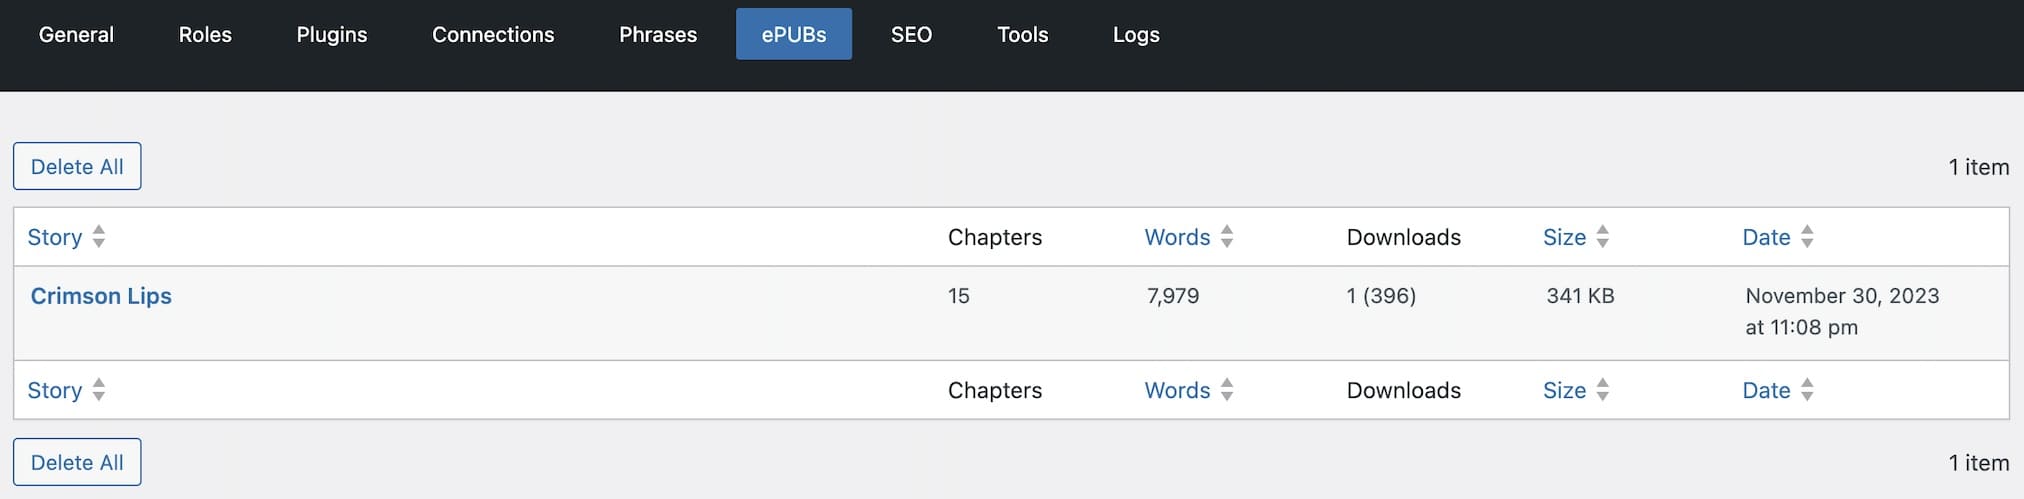 General Roles Plugins Connections Phrases ePUBs SEO Tools Logs
Delete All 1 item
Story Chapters Words Downloads Size Date
Crimson Lips 15 7,979 1 (396) 341 KB November 30, 2023
at 11:08 pm
Story Chapters Words Downloads Size Date
Delete All 1 item